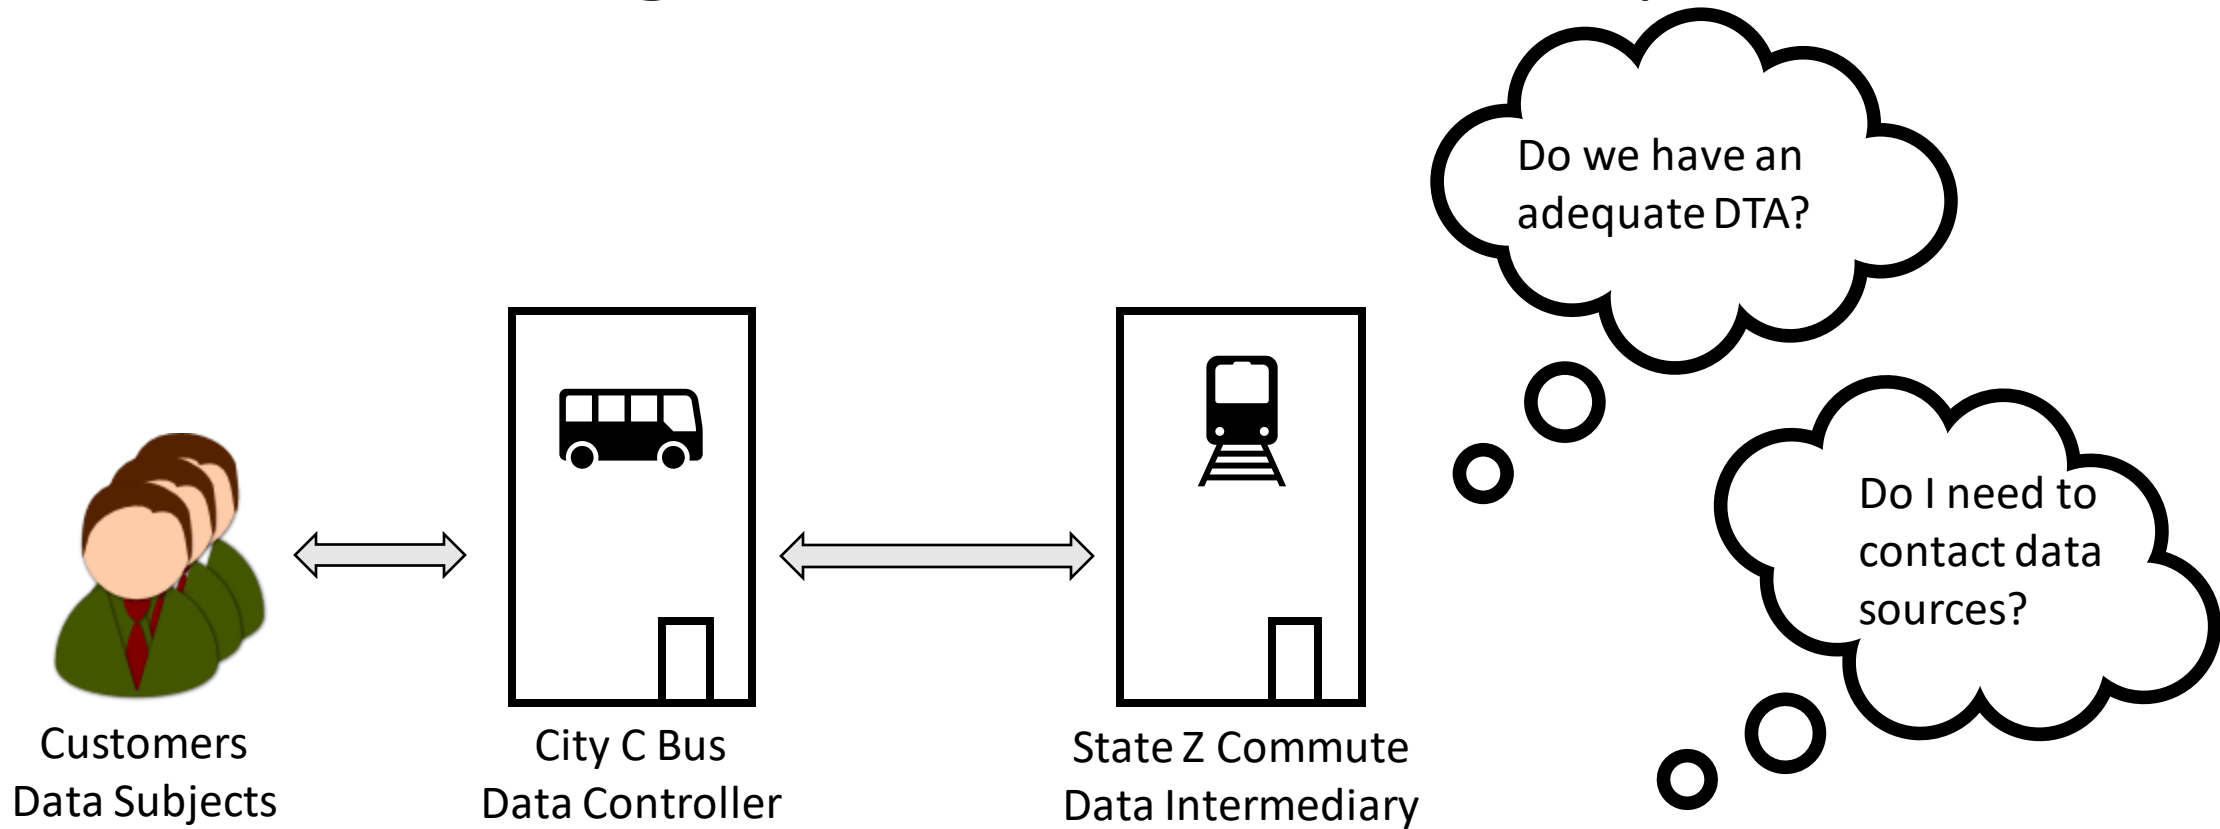 Do we have an
adequate DTA?
Do I need to
contact data
sources?
Customers
Data Subjects
City C Bus
Data Controller
State Z Commute
Data Intermediary